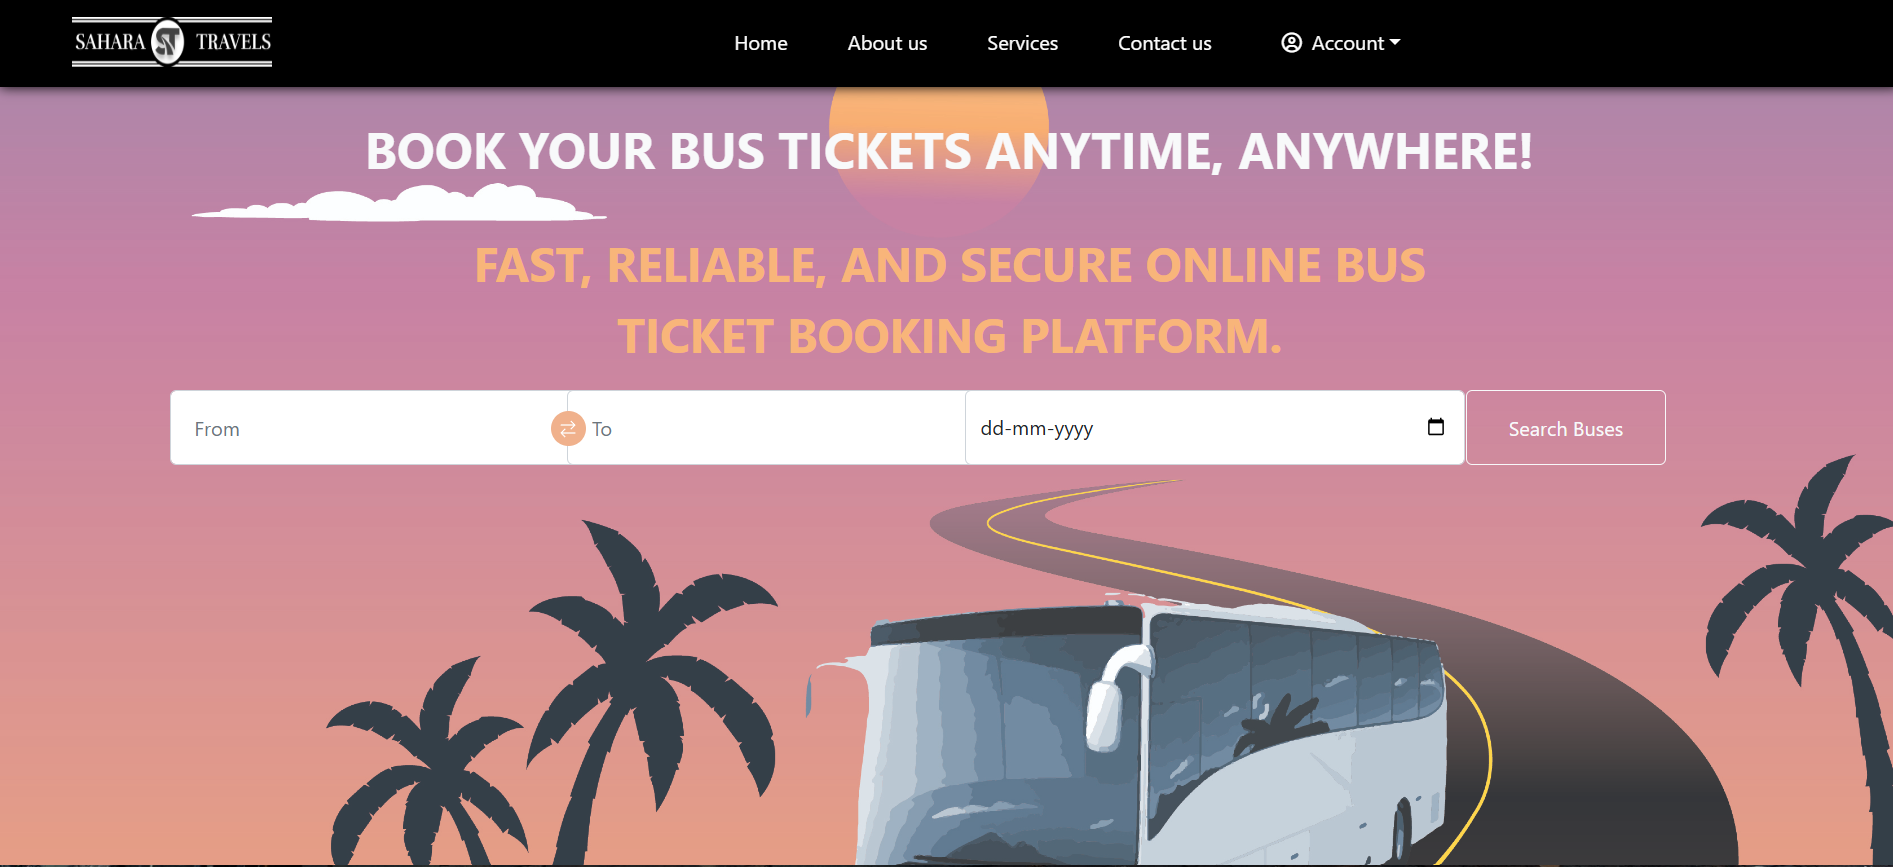 SAHARA ST TRAVELS
Home About us Services Contact us Account
BOOK YOUR BUS TICKETS ANYTIME, ANYWHERE!
FAST, RELIABLE, AND SECURE ONLINE BUS
TICKET BOOKING PLATFORM.
From To dd-mm-yyyy Search Buses